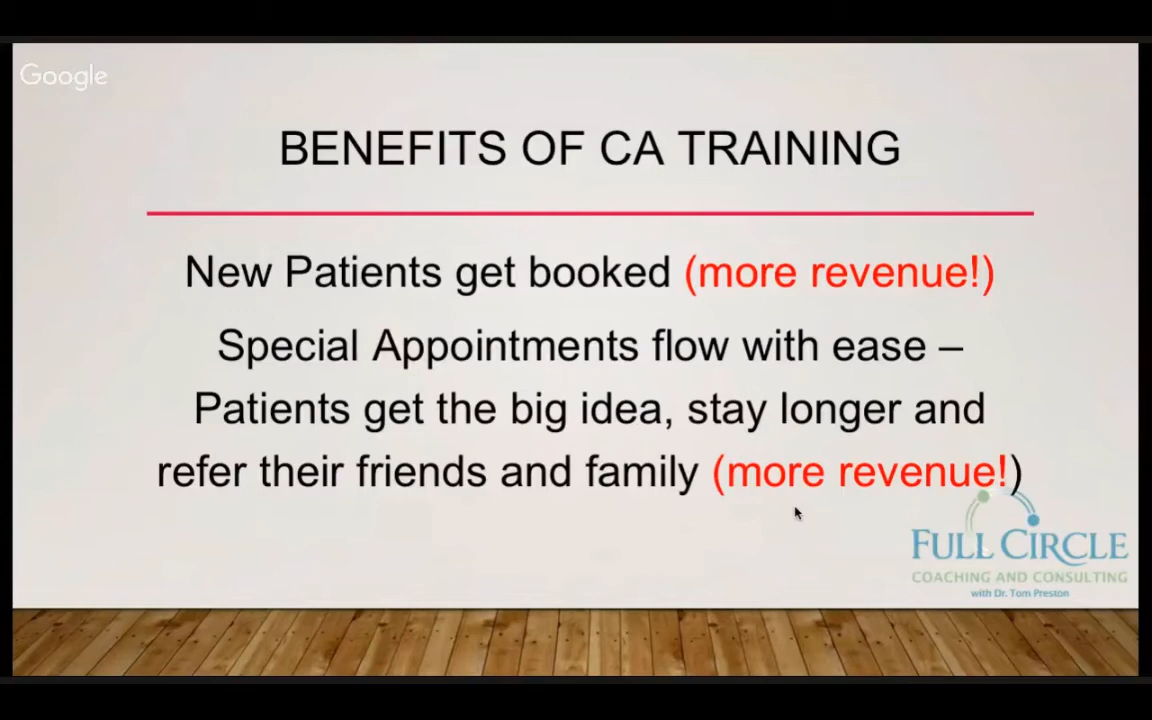 Google
BENEFITS OF CA TRAINING
New Patients get booked (more revenue!)
Special Appointments flow with ease –
Patients get the big idea, stay longer and
refer their friends and family (more revenue!)
FULL CIRCLE
COACHING AND CONSULTING
with Dr. Tom Preston